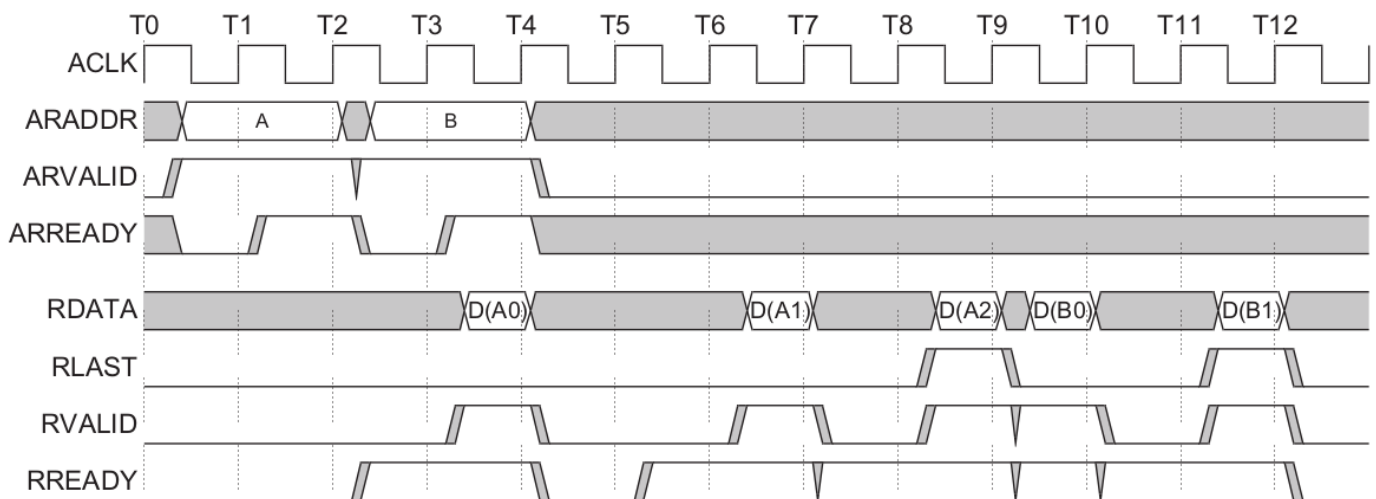 T0 T1 T2 T3 T4 T5 T6 T7 T8 T9 T10 T11 T12
ACLK
ARADDR A B
ARVALID
ARREADY
RDATA D(A0) D(A1) D(A2) D(B0) D(B1)
RLAST
RVALID
RREADY